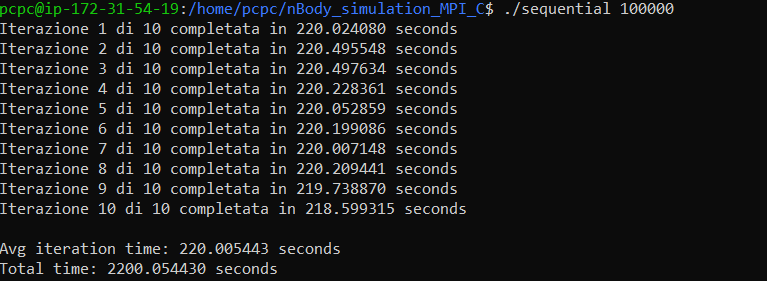 pcpc@ip-172-31-54-19:/home/pcpc/nBody_simulation_MPI_C$ ./sequential 100000
Iterazione 1 di 10 completata in 220.024080 seconds
Iterazione 2 di 10 completata in 220.495548 seconds
Iterazione 3 di 10 completata in 220.497634 seconds
Iterazione 4 di 10 completata in 220.228361 seconds
Iterazione 5 di 10 completata in 220.052859 seconds
Iterazione 6 di 10 completata in 220.199086 seconds
Iterazione 7 di 10 completata in 220.007148 seconds
Iterazione 8 di 10 completata in 220.209441 seconds
Iterazione 9 di 10 completata in 219.738870 seconds
Iterazione 10 di 10 completata in 218.599315 seconds
Avg iteration time: 220.005443 seconds
Total time: 2200.054430 seconds